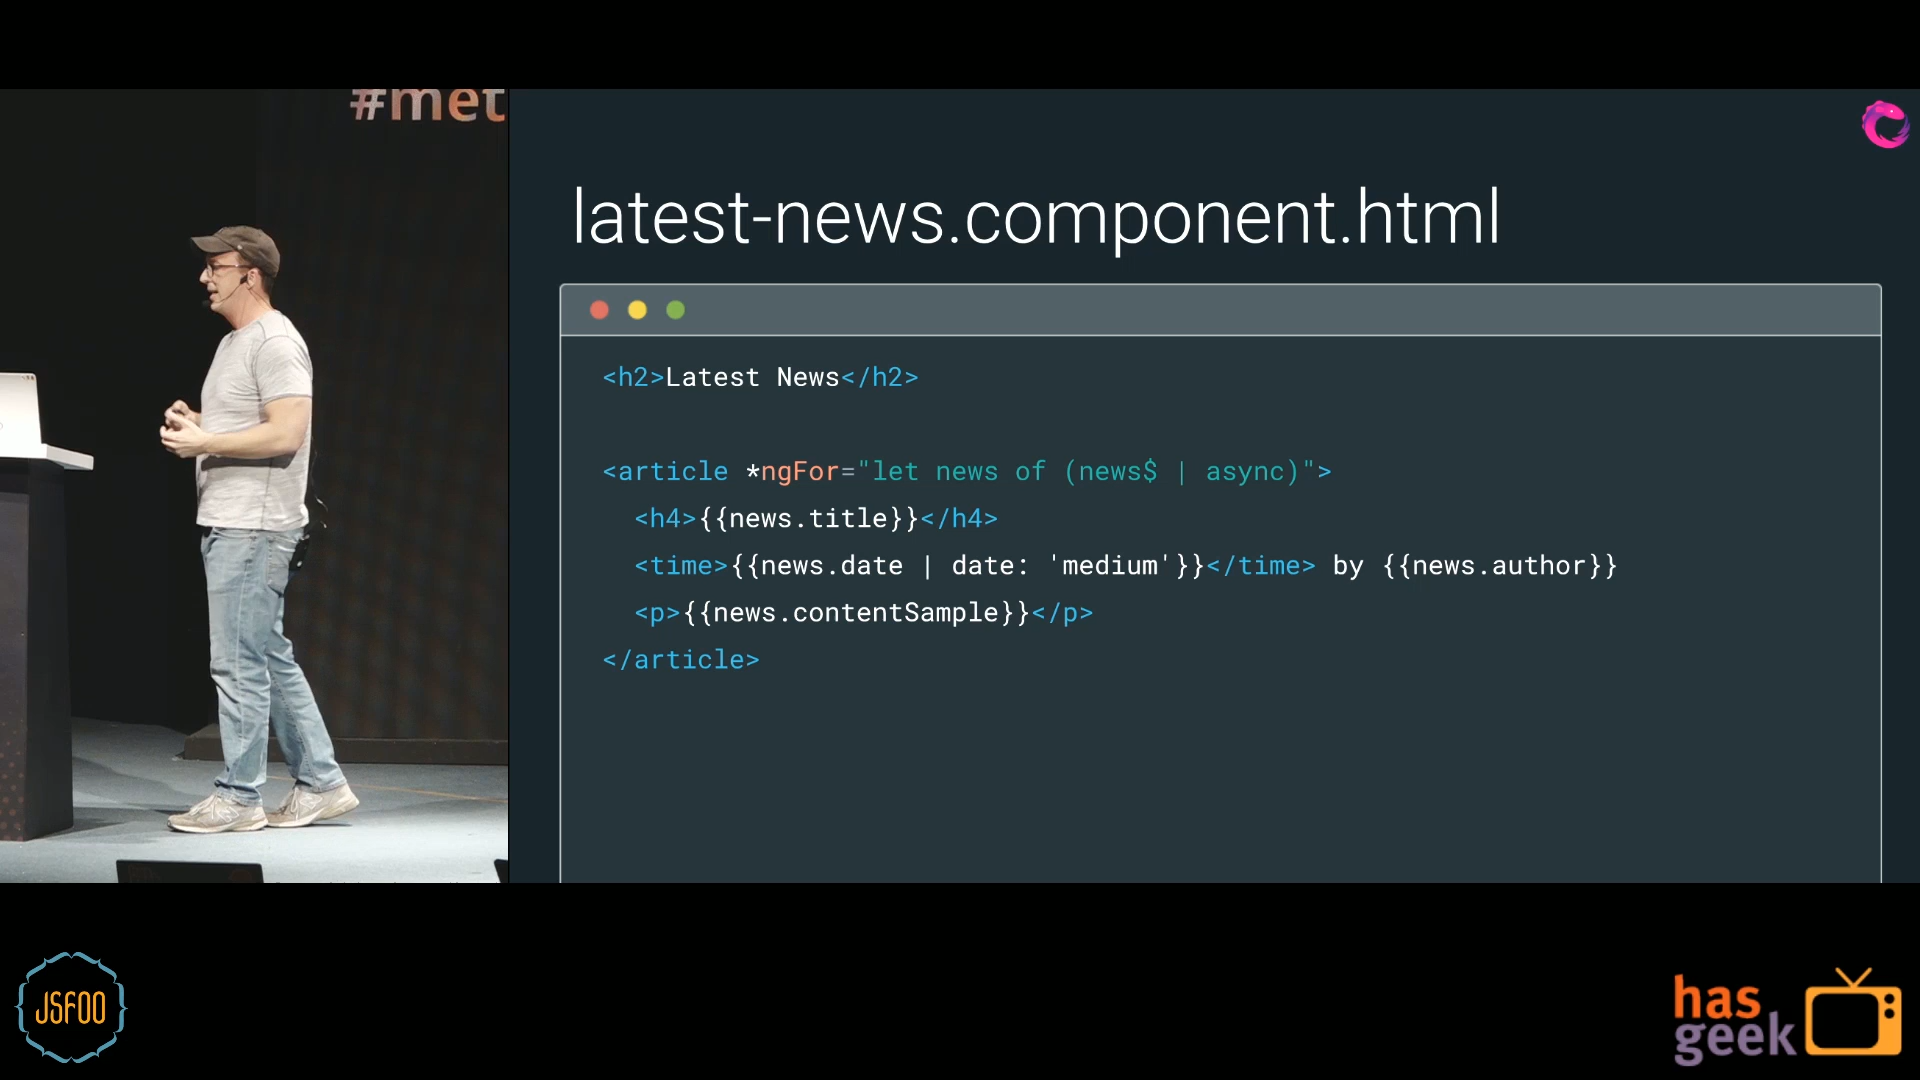 #met
latest-news.component.html
<h2>Latest News</h2>
<article *ngFor="let news of (news$ | async)">
<h4>{{news.title}}</h4>
<time>{{news.date | date: 'medium'}}</time> by {{news.author}}
<p>{{news.contentSample}}</p>
</article>
JSFOO
has
geek